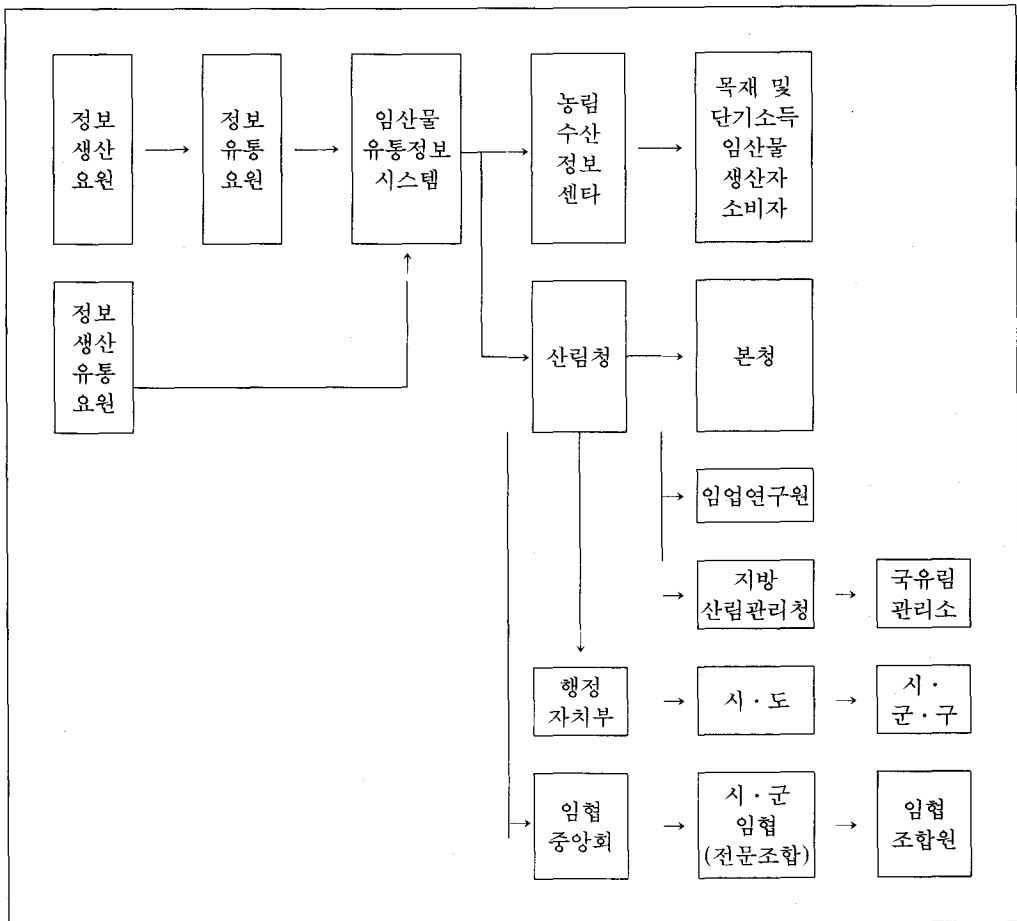 정보
생산
요원
정보
유통
요원
임산물
유통정보
시스템
농림
수산
정보
센타
목재 및
단기소득
임산물
생산자
소비자
정보
생산
유통
요원
산림청
본청
임업연구원
지방
산림관리청
국유림
관리소
행정
자치부
시·도
시·
군·구
임협
중앙회
시·군
임협
(전문조합)
임협
조합원